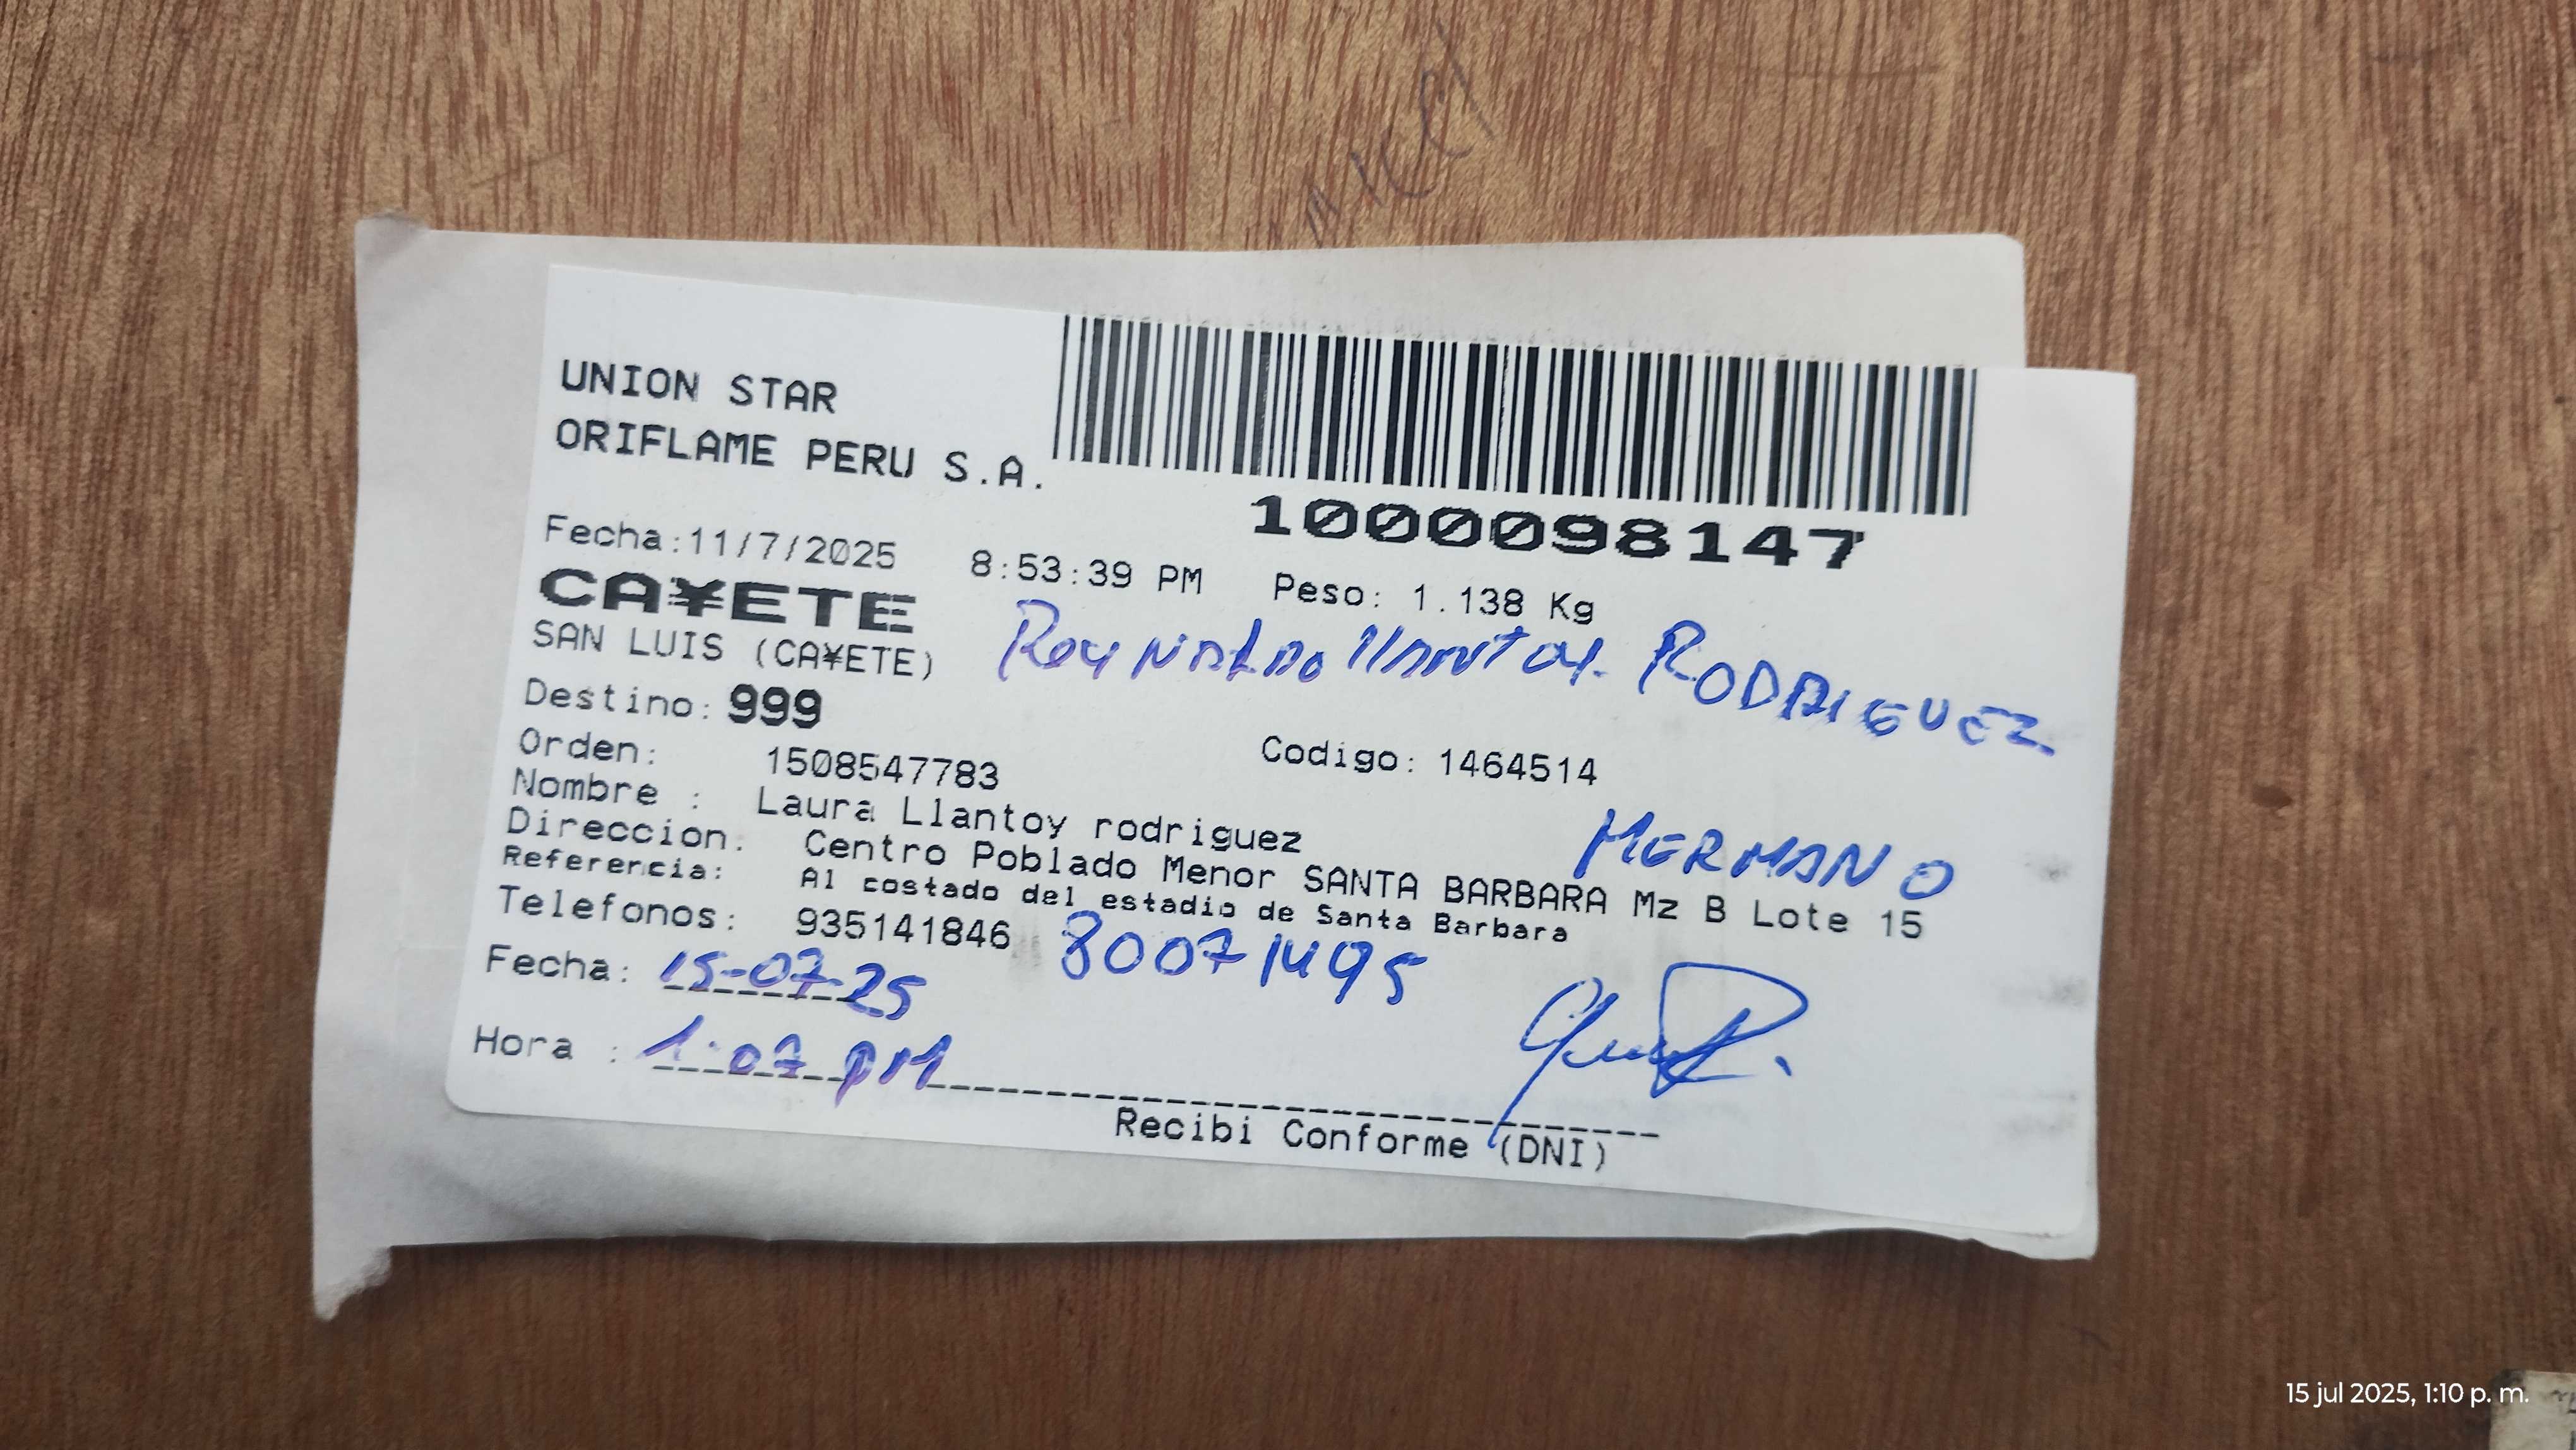 UNION STAR
ORIFLAME PERU S.A.
1000098147
Fecha:11/7/2025 8:53:39 PM Peso: 1.138 Kg
CA¥ETE
SAN LUIS (CA¥ETE)
Reynaldo Llantoy. RODRIGUEZ
Destino: 999
Orden: 1508547783 Codigo: 1464514
Nombre : Laura Llantoy rodriguez
HERMANO
Direccion: Centro Poblado Menor SANTA BARBARA Mz B Lote 15
Referencia: Al costado del estadio de Santa Barbara
Telefonos: 935141846 80071495
Fecha: 15-07-25
Hora : 1:07 PM
Recibi Conforme (DNI)
15 jul 2025, 1:10 p. m.